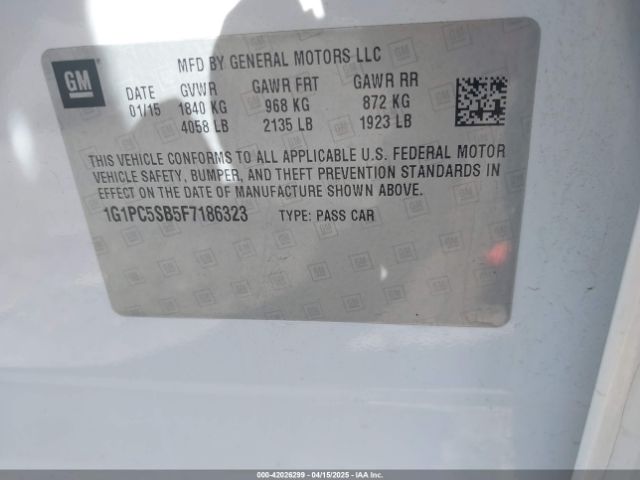 GM
MFD BY GENERAL MOTORS LLC
DATE GVWR GAWR FRT GAWR RR
01/15 1840 KG 968 KG 872 KG
4058 LB 2135 LB 1923 LB
THIS VEHICLE CONFORMS TO ALL APPLICABLE U.S. FEDERAL MOTOR
VEHICLE SAFETY, BUMPER, AND THEFT PREVENTION STANDARDS IN
EFFECT ON THE DATE OF MANUFACTURE SHOWN ABOVE.
1G1PC5SB5F7186323 TYPE: PASS CAR
000-42026299 - 04/15/2025 - IAA Inc.